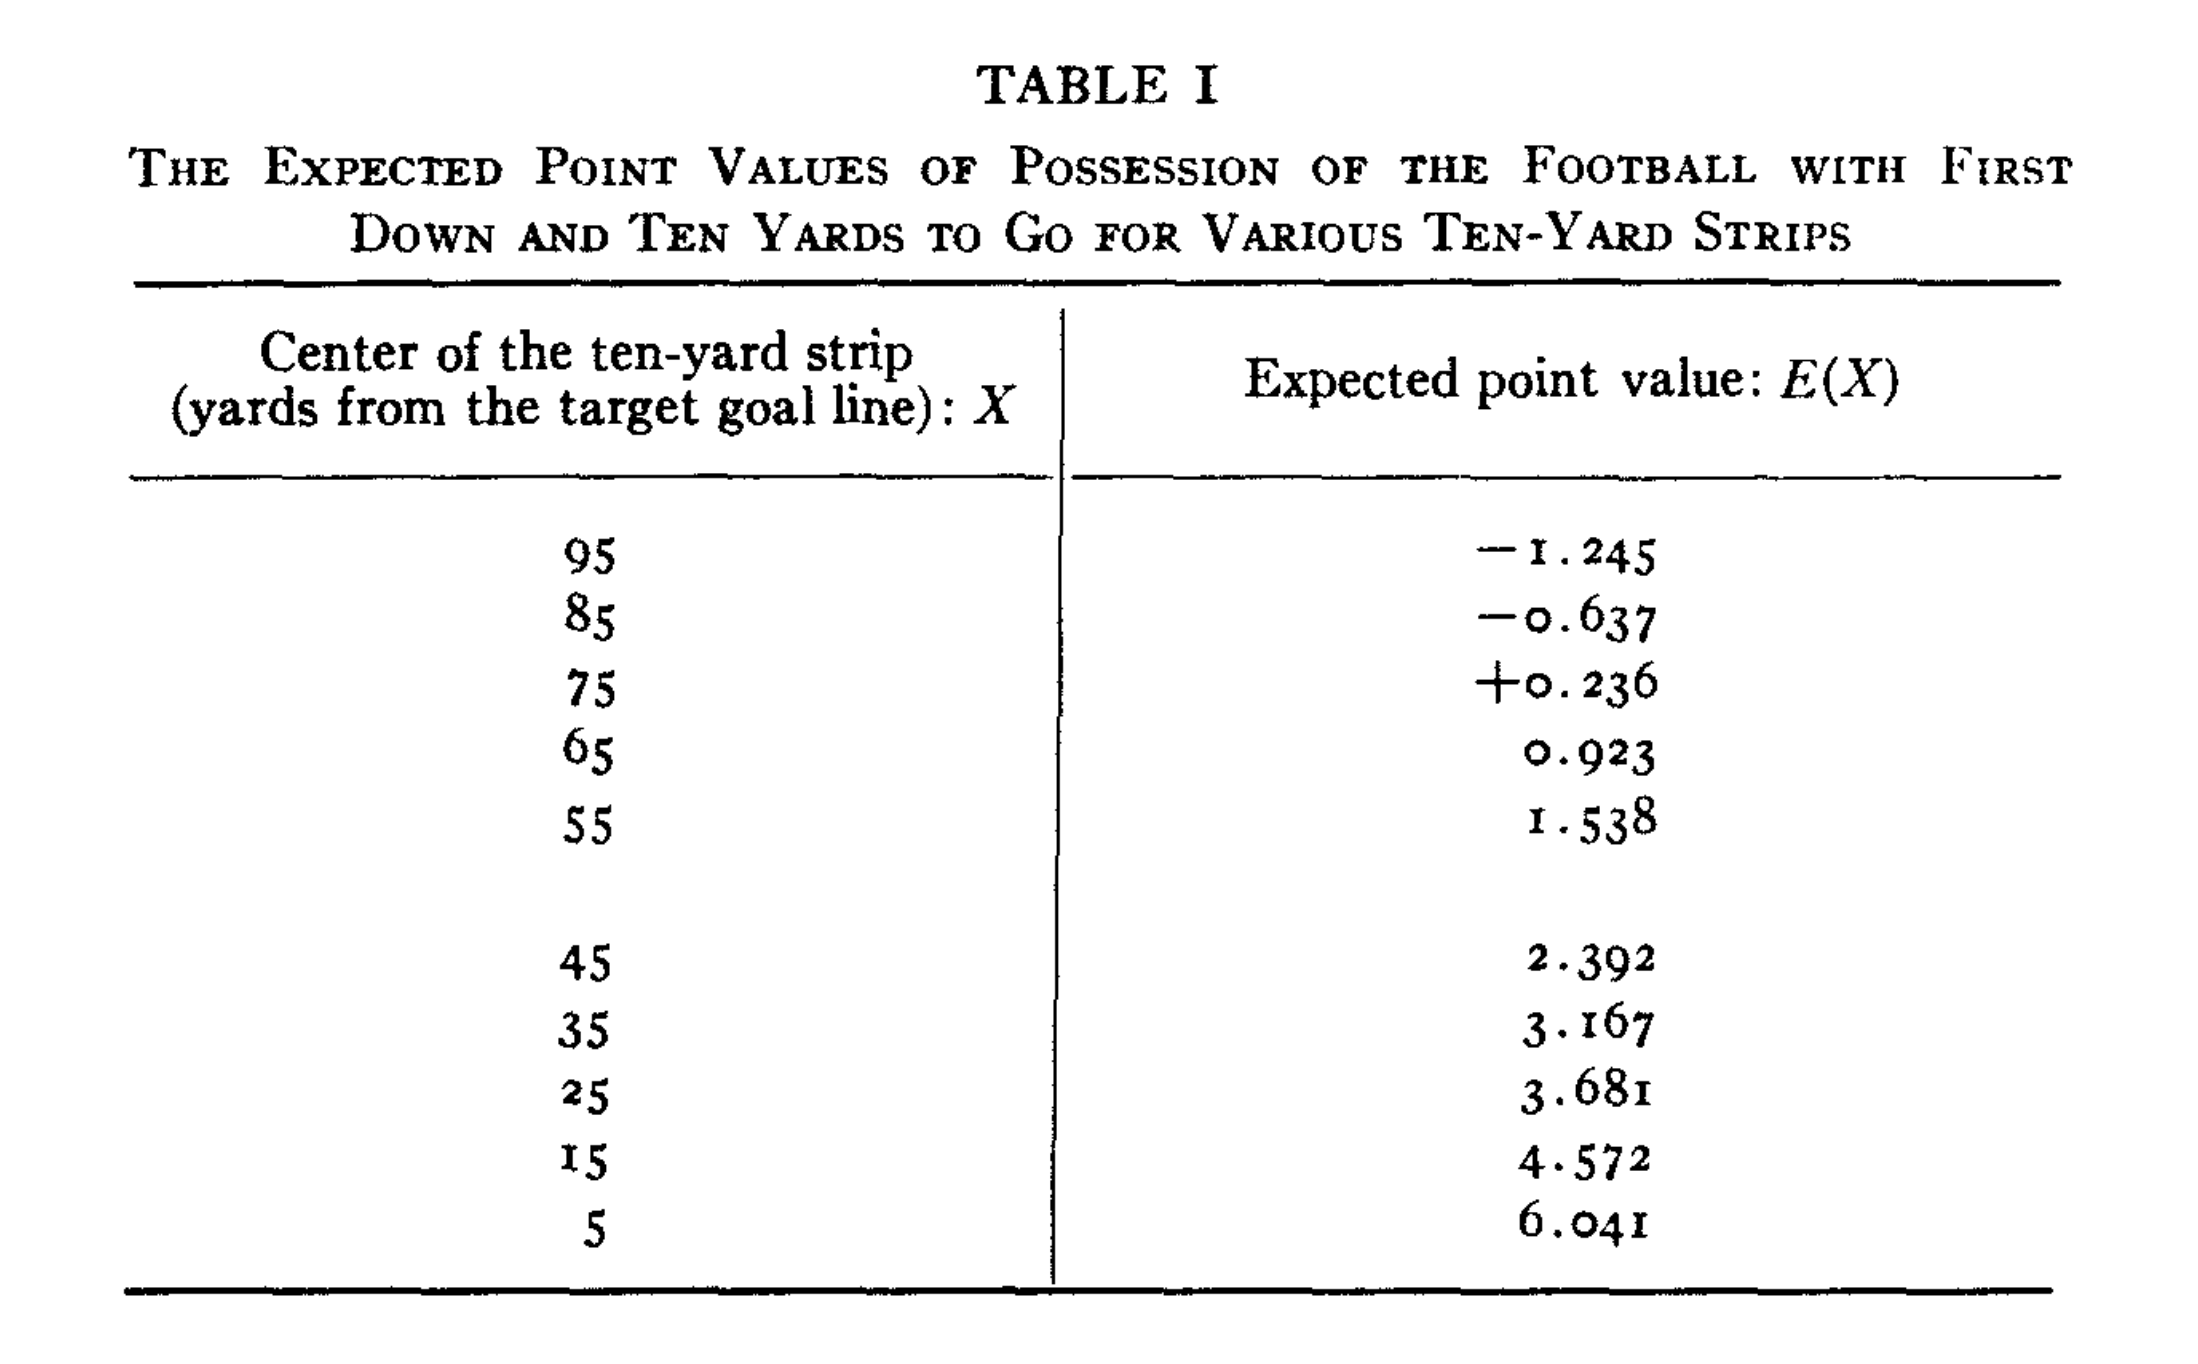 TABLE I
THE EXPECTED POINT VALUES OF POSSESSION OF THE FOOTBALL WITH FIRST
DOWN AND TEN YARDS TO GO FOR VARIOUS TEN-YARD STRIPS
Center of the ten-yard strip
(yards from the target goal line): X
Expected point value: E(X)
95 −1.245
85 −0.637
75 +0.236
65 0.923
55 1.538
45 2.392
35 3.167
25 3.681
15 4.572
5 6.041